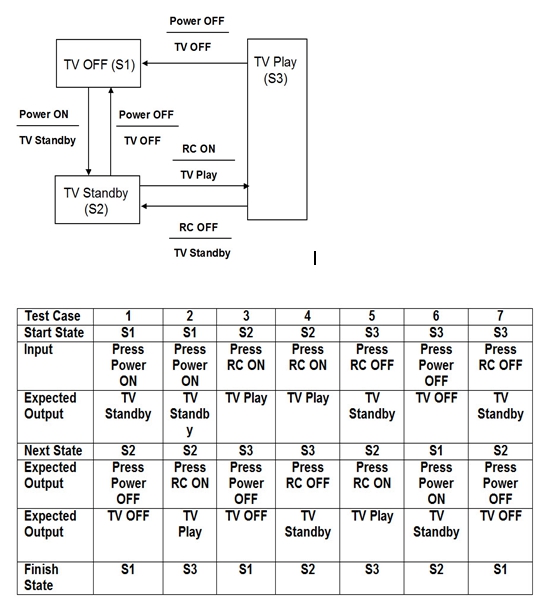 Power OFF
TV OFF
TV OFF (S1)
TV Play
(S3)
Power ON
TV Standby
Power OFF
TV OFF
RC ON
TV Play
TV Standby
(S2)
RC OFF
TV Standby
Test Case 1 2 3 4 5 6 7
Start State S1 S1 S2 S2 S3 S3 S3
Input Press Press Press Press Press Press Press
Power Power RC ON RC ON RC OFF Power RC OFF
ON ON OFF
Expected TV TV TV Play TV Play TV TV OFF TV
Output Standby Standb Standby Standby
y
Next State S2 S2 S3 S3 S2 S1 S2
Expected Press Press Press Press Press Press Press
Output Power RC ON Power RC OFF RC ON Power Power
OFF OFF ON OFF
Expected TV OFF TV TV OFF TV TV Play TV TV OFF
Output Play Standby Standby
Finish S1 S3 S1 S2 S3 S2 S1
State